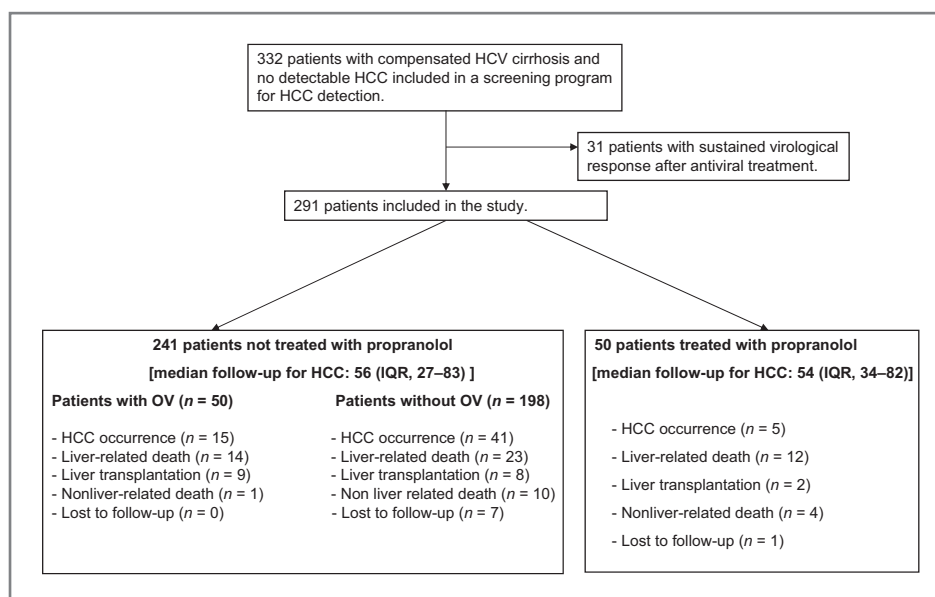 332 patients with compensated HCV cirrhosis and
no detectable HCC included in a screening program
for HCC detection.
31 patients with sustained virological
response after antiviral treatment.
291 patients included in the study.
241 patients not treated with propranolol
[median follow-up for HCC: 56 (IQR, 27–83) ]
Patients with OV (n = 50)
- HCC occurrence (n = 15)
- Liver-related death (n = 14)
- Liver transplantation (n = 9)
- Nonliver-related death (n = 1)
- Lost to follow-up (n = 0)
Patients without OV (n = 198)
- HCC occurrence (n = 41)
- Liver-related death (n = 23)
- Liver transplantation (n = 8)
- Non liver related death (n = 10)
- Lost to follow-up (n = 7)
50 patients treated with propranolol
[median follow-up for HCC: 54 (IQR, 34–82)]
- HCC occurrence (n = 5)
- Liver-related death (n = 12)
- Liver transplantation (n = 2)
- Nonliver-related death (n = 4)
- Lost to follow-up (n = 1)